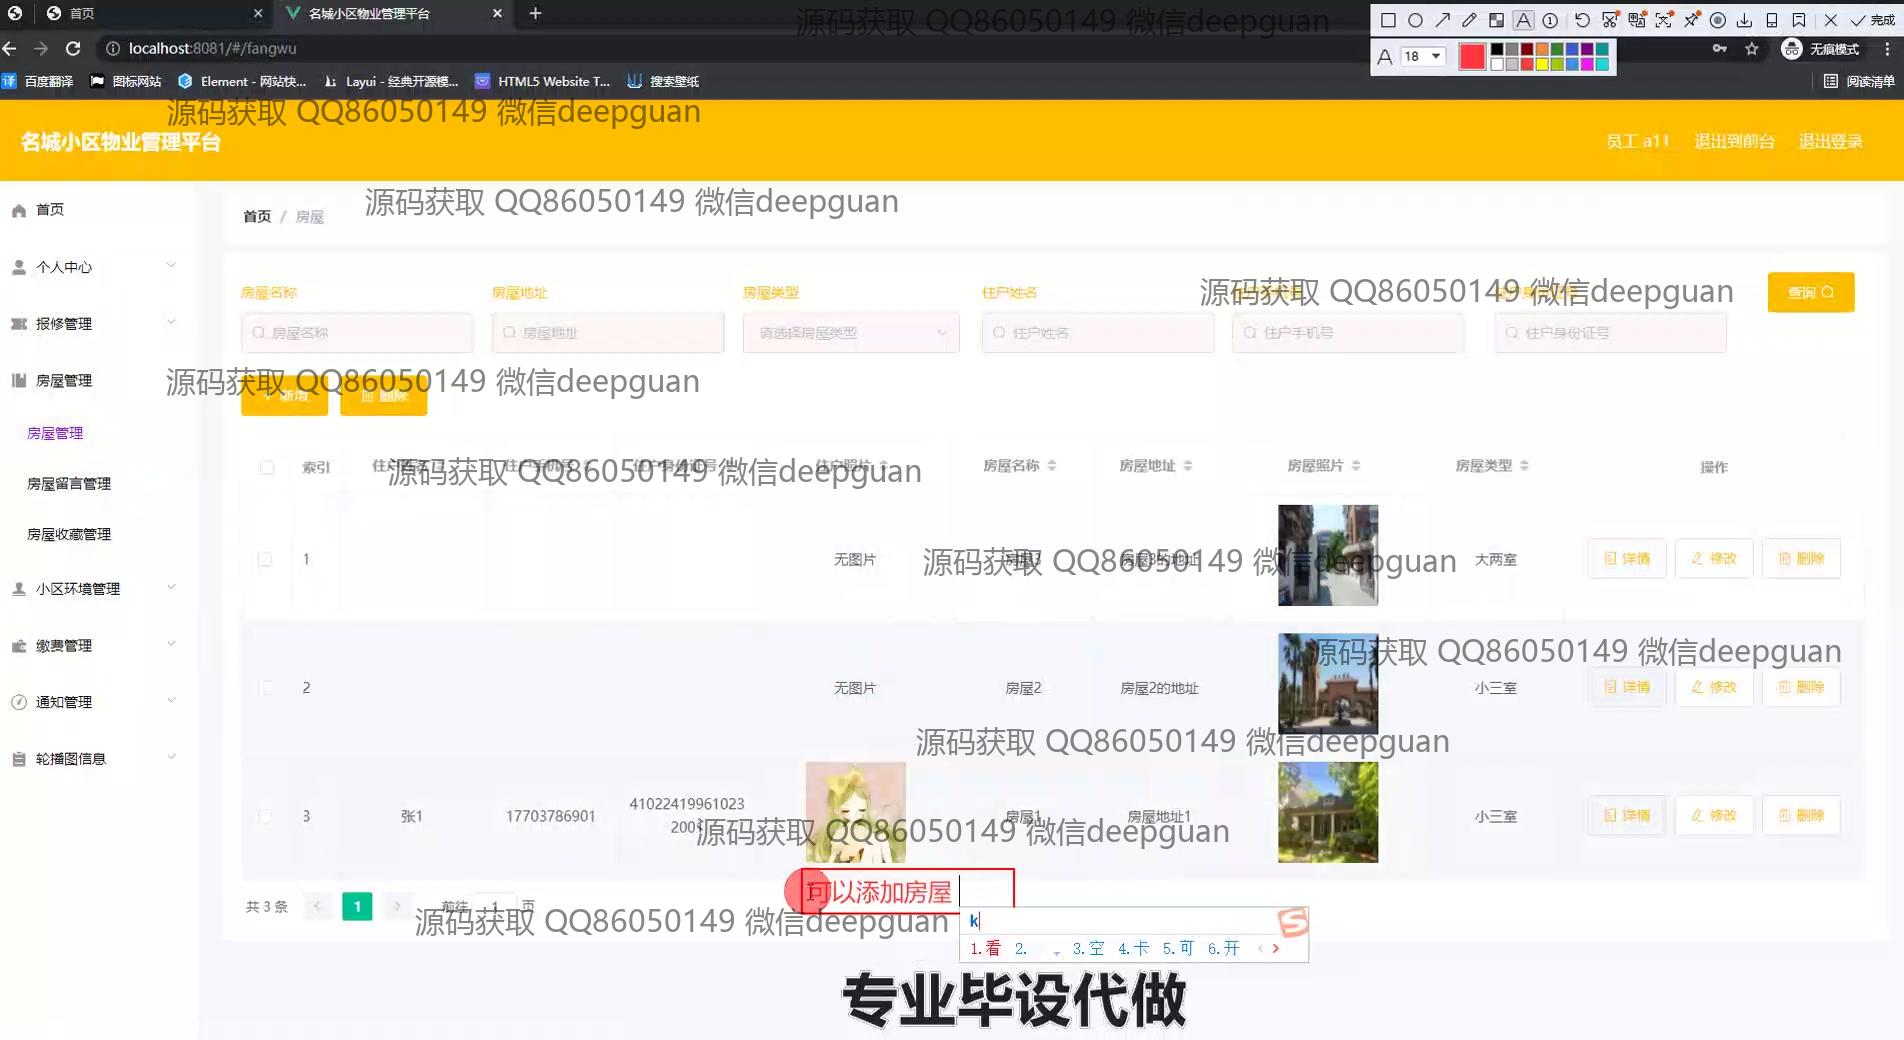 首页
名城小区物业管理平台
源码获取 QQ86050149 微信deepguan
18
完成
localhost:8081/#/fangwu
无痕模式
百度翻译
图标网站
Element - 网站快...
Layui - 经典开源模...
HTML5 Website T...
搜索壁纸
阅读清单
源码获取 QQ86050149 微信deepguan
名城小区物业管理平台
员工 a11
退出到前台
退出登录
首页
个人中心
报修管理
房屋管理
房屋管理
房屋留言管理
房屋收藏管理
小区环境管理
缴费管理
通知管理
轮播图信息
首页 / 房屋
源码获取 QQ86050149 微信deepguan
房屋名称
房屋地址
房屋类型
住户姓名
源码获取 QQ86050149 微信deepguan
查询
房屋名称
房屋地址
请选择房屋类型
住户姓名
住户手机号
住户身份证号
源码获取 QQ86050149 微信deepguan
新增
删除
索引
住户姓名
住户手机号
住户身份证号
住户照片
房屋名称
房屋地址
房屋照片
房屋类型
操作
源码获取 QQ86050149 微信deepguan
1
无图片
房屋3
房屋3的地址
大两室
详情
修改
删除
源码获取 QQ86050149 微信deepguan
源码获取 QQ86050149 微信deepguan
2
无图片
房屋2
房屋2的地址
小三室
详情
修改
删除
源码获取 QQ86050149 微信deepguan
3
张1
17703786901
41022419961023
房屋1
房屋地址1
小三室
详情
修改
删除
源码获取 QQ86050149 微信deepguan
可以添加房屋
共 3 条
1
前往
1
页
源码获取 QQ86050149 微信deepguan
k
1.看 2. 3.空 4.卡 5.可 6.开
专业毕设代做